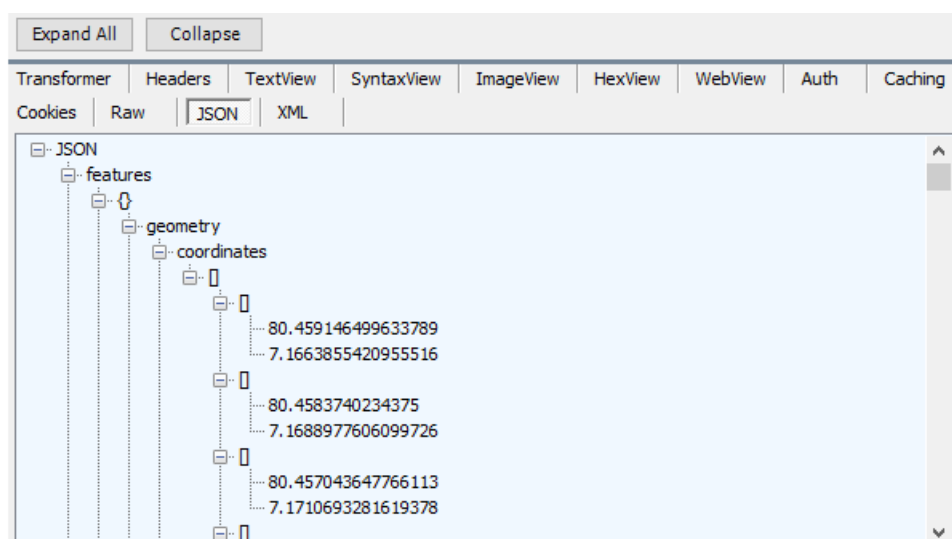 Expand All Collapse
Transformer Headers TextView SyntaxView ImageView HexView WebView Auth Caching
Cookies Raw JSON XML
JSON
features
{}
geometry
coordinates
[]
[]
80.459146499633789
7.1663855420955516
[]
80.4583740234375
7.1688977606099726
[]
80.457043647766113
7.1710693281619378
[]